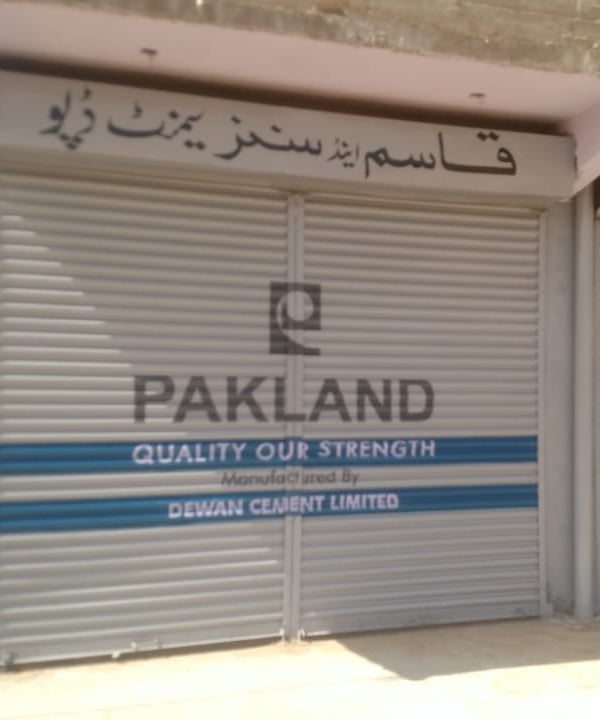 قاسم اینڈ سنز سیمنٹ ڈپو
PAKLAND
QUALITY OUR STRENGTH
Manufactured By
DEWAN CEMENT LIMITED